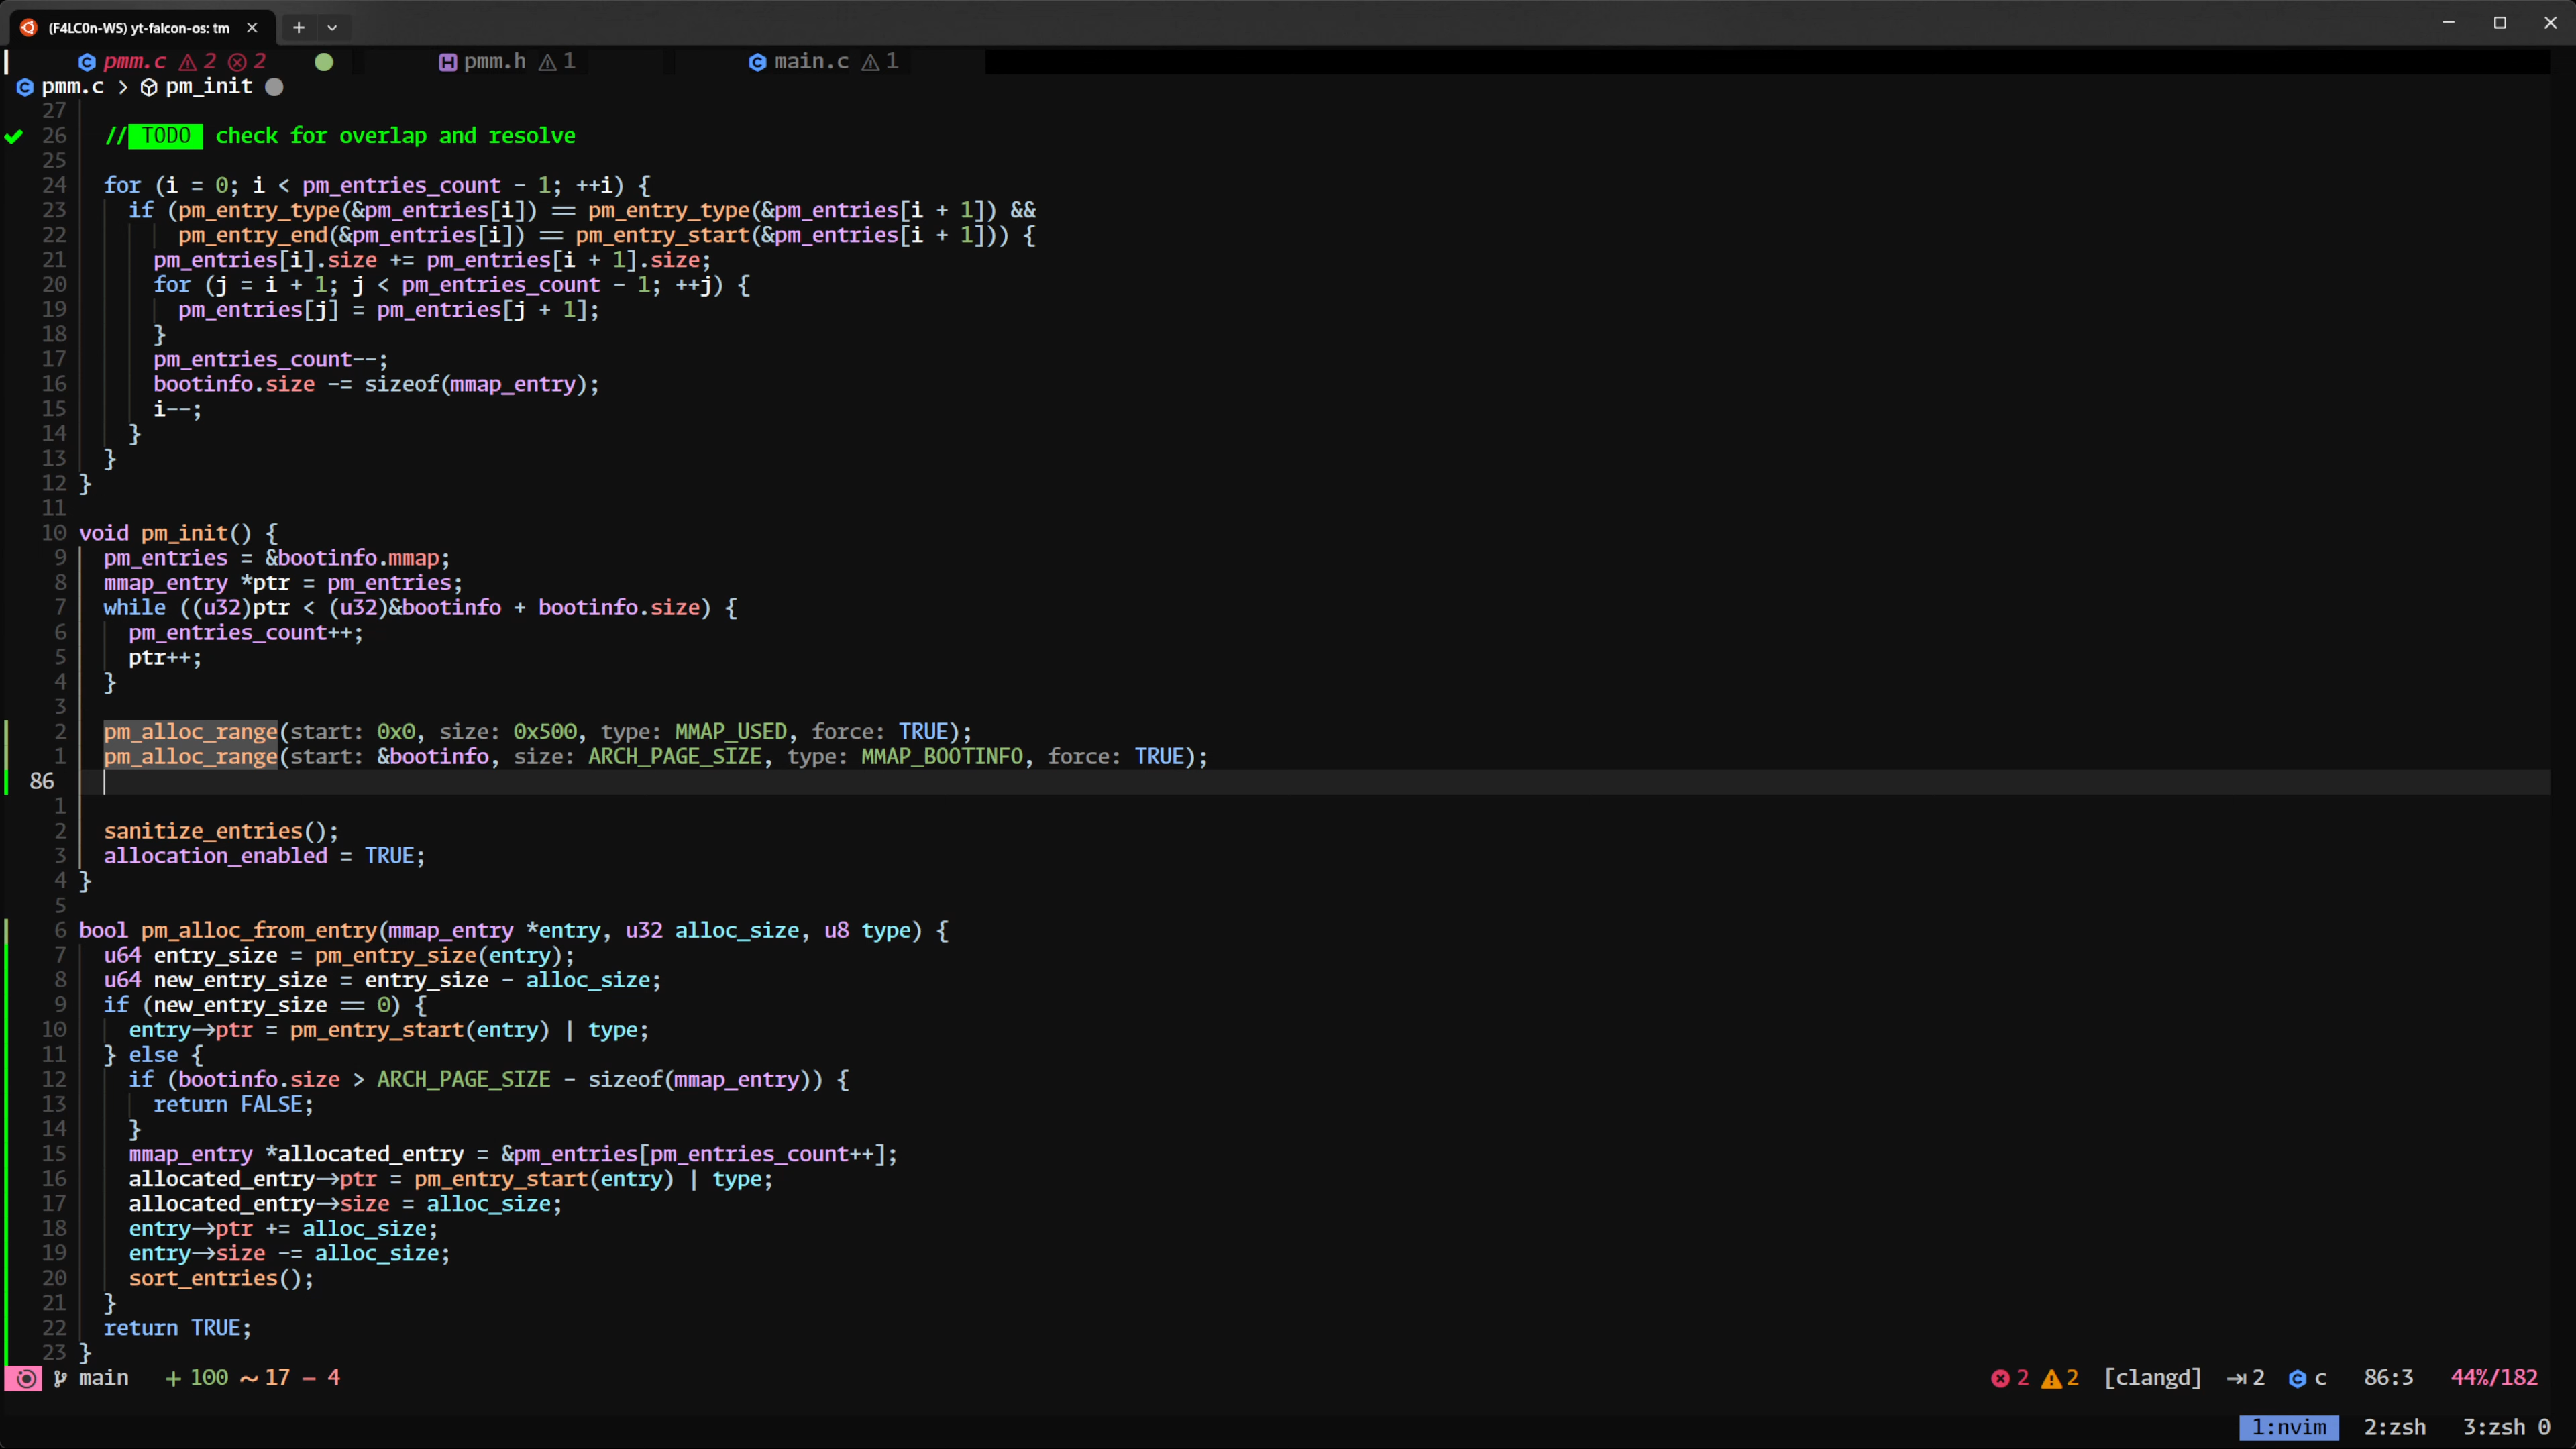 (F4LC0n-WS) yt-falcon-os: tm
pmm.c 2 2 pmm.h 1 main.c 1
pmm.c > pm_init
27
26 // TODO check for overlap and resolve
25
24 for (i = 0; i < pm_entries_count - 1; ++i) {
23 if (pm_entry_type(&pm_entries[i]) == pm_entry_type(&pm_entries[i + 1]) &&
22 pm_entry_end(&pm_entries[i]) == pm_entry_start(&pm_entries[i + 1])) {
21 pm_entries[i].size += pm_entries[i + 1].size;
20 for (j = i + 1; j < pm_entries_count - 1; ++j) {
19 pm_entries[j] = pm_entries[j + 1];
18 }
17 pm_entries_count--;
16 bootinfo.size -= sizeof(mmap_entry);
15 i--;
14 }
13 }
12 }
11
10 void pm_init() {
9 pm_entries = &bootinfo.mmap;
8 mmap_entry *ptr = pm_entries;
7 while ((u32)ptr < (u32)&bootinfo + bootinfo.size) {
6 pm_entries_count++;
5 ptr++;
4 }
3
2 pm_alloc_range(start: 0x0, size: 0x500, type: MMAP_USED, force: TRUE);
1 pm_alloc_range(start: &bootinfo, size: ARCH_PAGE_SIZE, type: MMAP_BOOTINFO, force: TRUE);
86
1
2 sanitize_entries();
3 allocation_enabled = TRUE;
4 }
5
6 bool pm_alloc_from_entry(mmap_entry *entry, u32 alloc_size, u8 type) {
7 u64 entry_size = pm_entry_size(entry);
8 u64 new_entry_size = entry_size - alloc_size;
9 if (new_entry_size == 0) {
10 entry->ptr = pm_entry_start(entry) | type;
11 } else {
12 if (bootinfo.size > ARCH_PAGE_SIZE - sizeof(mmap_entry)) {
13 return FALSE;
14 }
15 mmap_entry *allocated_entry = &pm_entries[pm_entries_count++];
16 allocated_entry->ptr = pm_entry_start(entry) | type;
17 allocated_entry->size = alloc_size;
18 entry->ptr += alloc_size;
19 entry->size -= alloc_size;
20 sort_entries();
21 }
22 return TRUE;
23 }
main + 100 ~ 17 - 4 2 2 [clangd] 2 c 86:3 44%/182
1:nvim 2:zsh 3:zsh 0